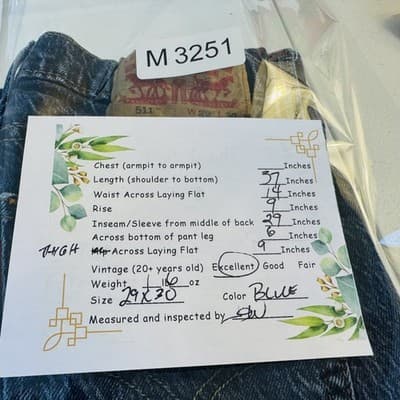 M 3251
511
Chest (armpit to armpit) Inches
Length (shoulder to bottom) 37 Inches
Waist Across Laying Flat 14 Inches
Rise 9 Inches
Inseam/Sleeve from middle of back 29 Inches
Across bottom of pant leg 6 Inches
THIGH Across Laying Flat 9 Inches
Vintage (20+ years old) Excellent Good Fair
Weight 1 lb oz
Size 29 X 30 Color BLUE
Measured and inspected by